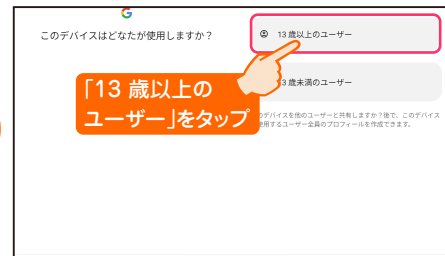 このデバイスはどなたが使用しますか？
13 歳以上のユーザー
「13 歳以上の
ユーザー」をタップ
3 歳未満のユーザー
のデバイスを他のユーザーと共有しますか？後で、このデバイス
使用するユーザー全員のプロフィールを作成できます。